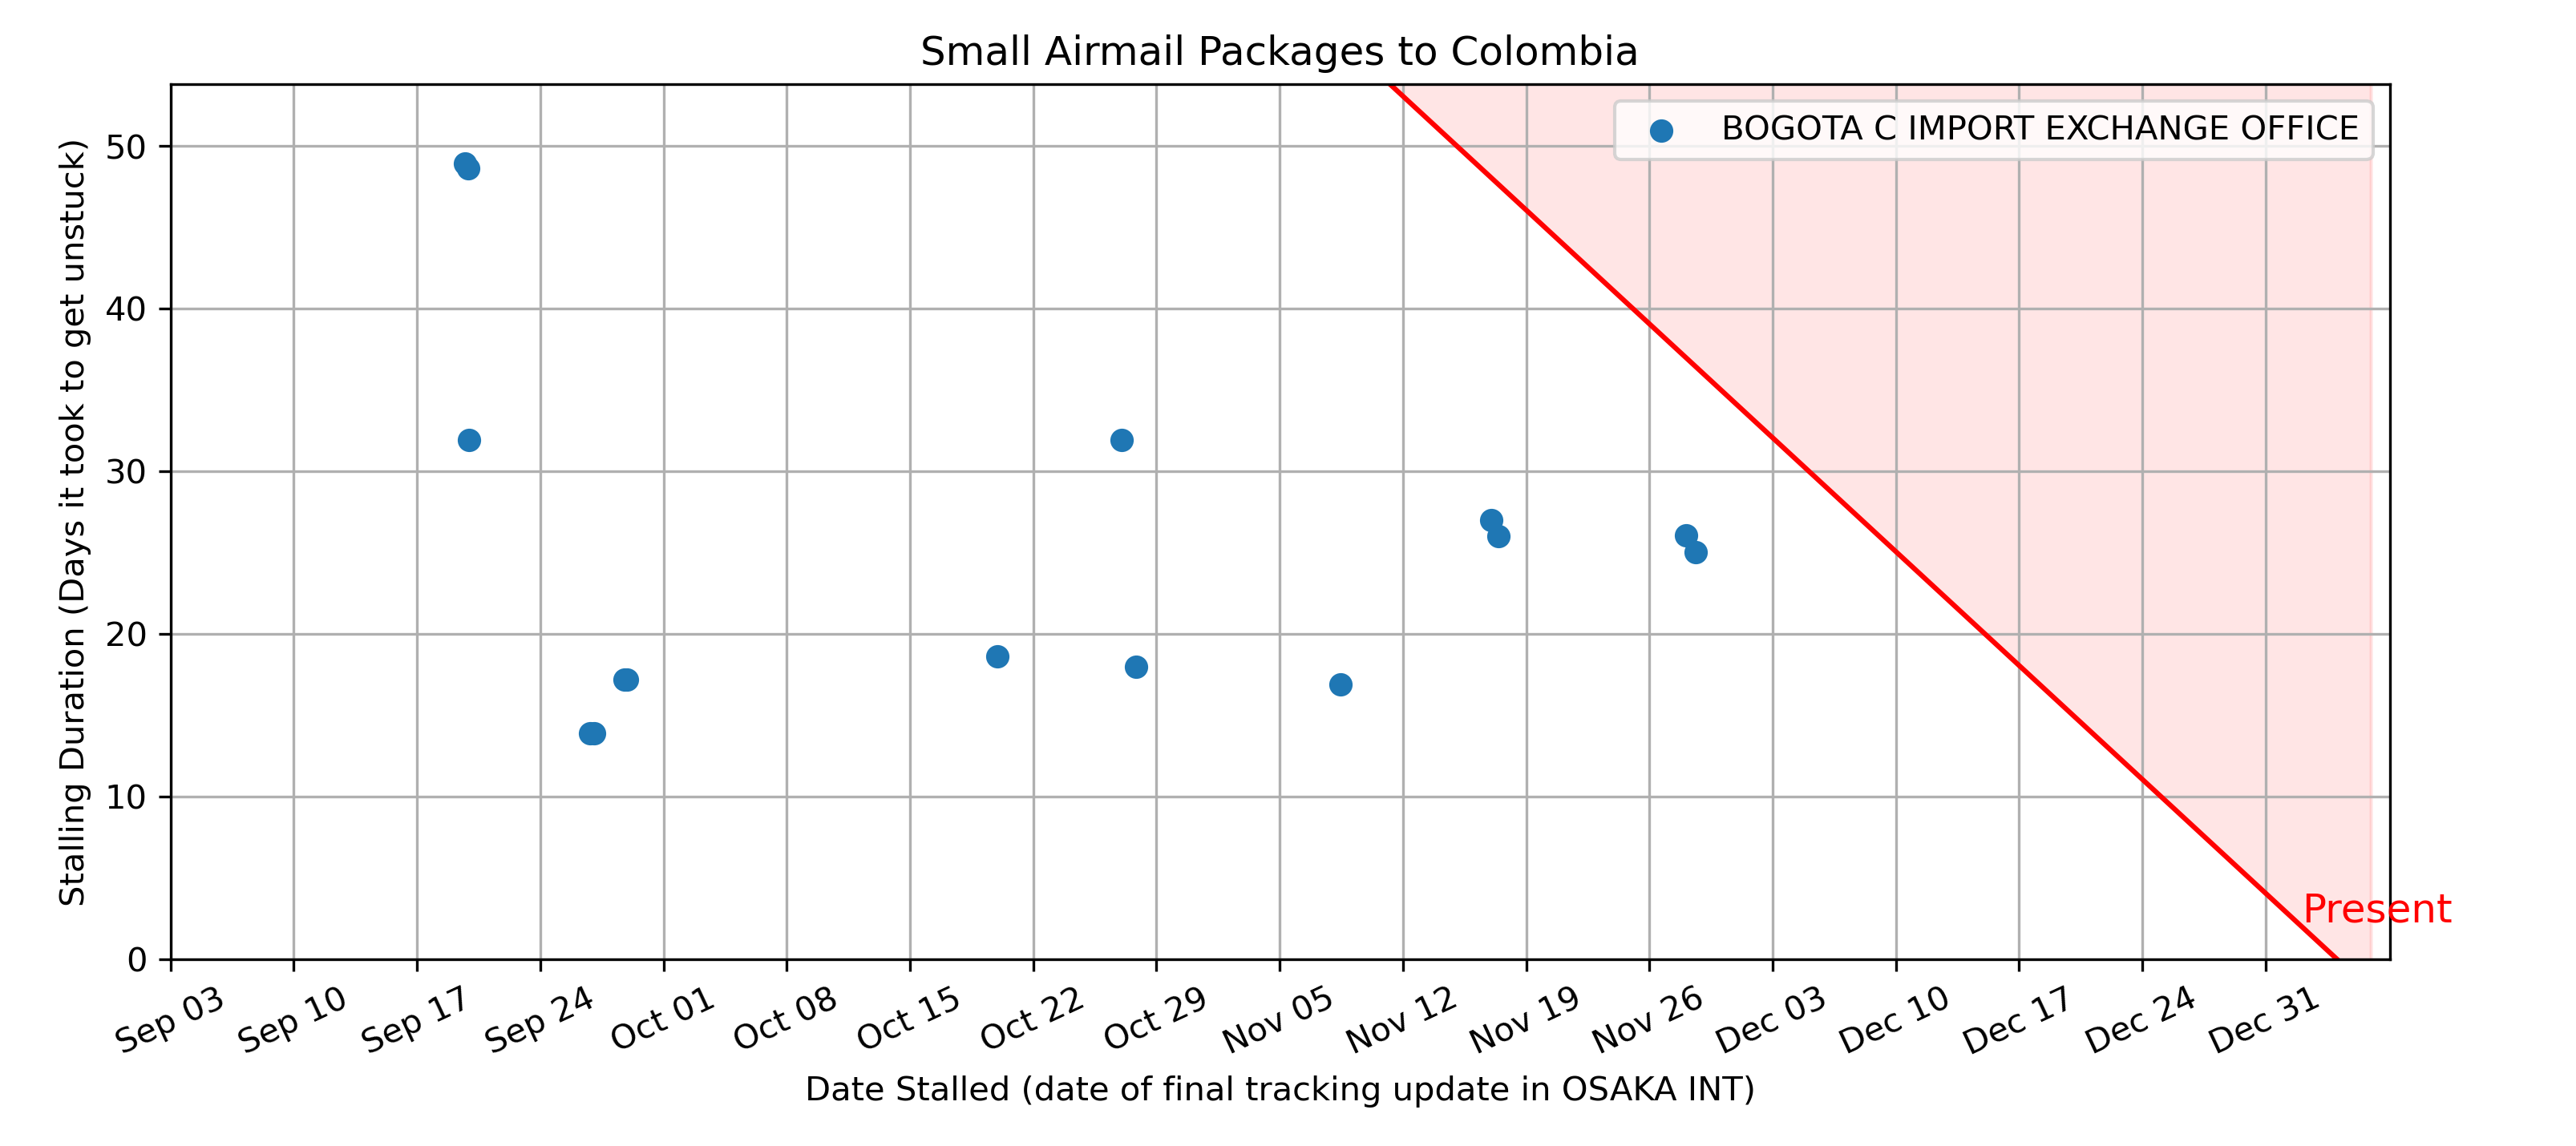 Small Airmail Packages to Colombia
BOGOTA C IMPORT EXCHANGE OFFICE
Stalling Duration (Days it took to get unstuck)
50
40
30
20
10
0
Present
Sep 03
Sep 10
Sep 17
Sep 24
Oct 01
Oct 08
Oct 15
Oct 22
Oct 29
Nov 05
Nov 12
Nov 19
Nov 26
Dec 03
Dec 10
Dec 17
Dec 24
Dec 31
Date Stalled (date of final tracking update in OSAKA INT)